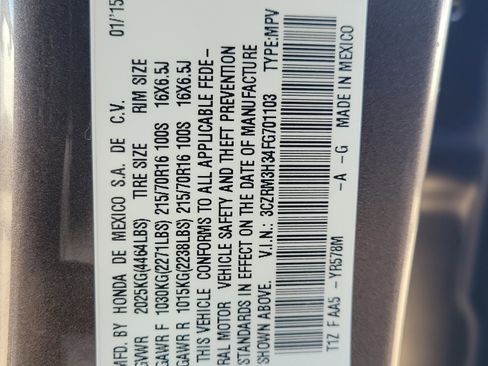 MFD. BY HONDA DE MEXICO S.A. DE C.V. 01/15
GVWR 2025KG(4464LBS) TIRE SIZE RIM SIZE
GAWR F 1030KG(2271LBS) 215/70R16 100S 16X6.5J
GAWR R 1015KG(2238LBS) 215/70R16 100S 16X6.5J
THIS VEHICLE CONFORMS TO ALL APPLICABLE FEDE-
RAL MOTOR VEHICLE SAFETY AND THEFT PREVENTION
STANDARDS IN EFFECT ON THE DATE OF MANUFACTURE
SHOWN ABOVE. V.I.N.: 3CZRM3H34FG701103 TYPE:MPV
T1Z F AA5 -YR578M -A -G MADE IN MEXICO